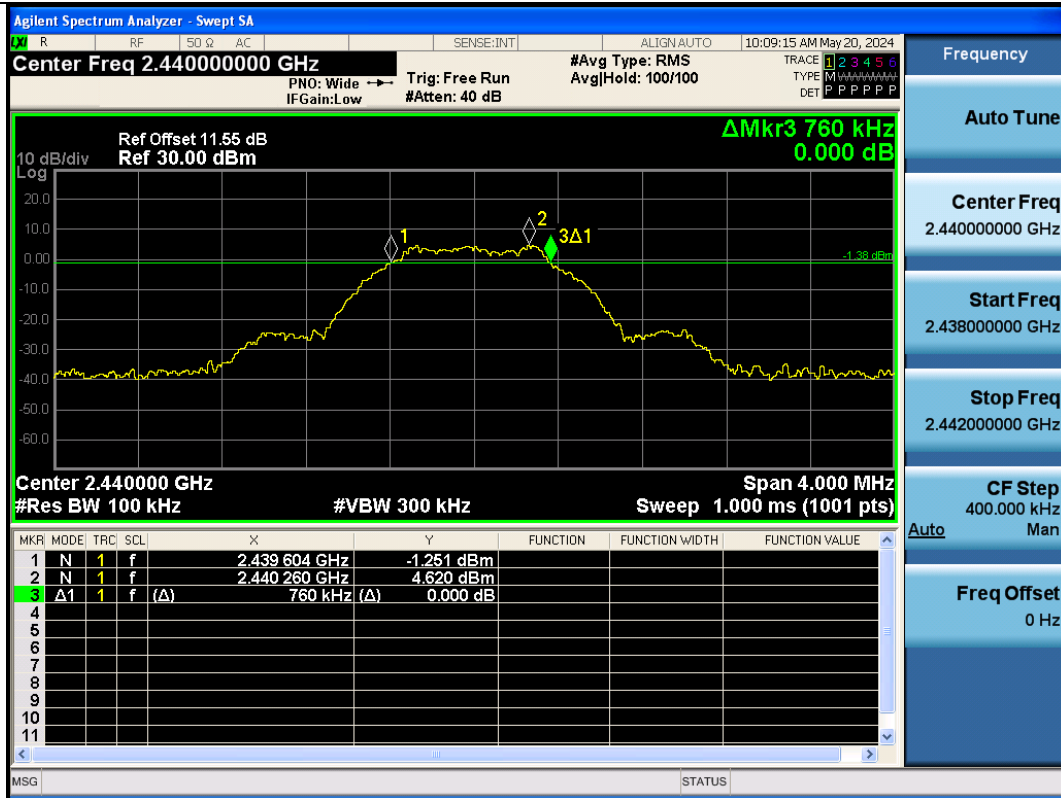 Agilent Spectrum Analyzer - Swept SA
LXI R RF 50 Ω AC SENSE:INT ALIGN AUTO 10:09:15 AM May 20, 2024
Center Freq 2.440000000 GHz
PNO: Wide
IFGain:Low
Trig: Free Run
#Atten: 40 dB
#Avg Type: RMS
Avg|Hold: 100/100
TRACE 1 2 3 4 5 6
TYPE M
DET P P P P P P
Frequency
Auto Tune
Center Freq
2.440000000 GHz
Start Freq
2.438000000 GHz
Stop Freq
2.442000000 GHz
CF Step
400.000 kHz
Auto Man
Freq Offset
0 Hz
ΔMkr3 760 kHz
0.000 dB
Ref Offset 11.55 dB
10 dB/div Ref 30.00 dBm
Log
20.0
10.0
0.00
-10.0
-20.0
-30.0
-40.0
-50.0
-60.0
1
2
3Δ1
-1.38 dBm
Center 2.440000 GHz Span 4.000 MHz
#Res BW 100 kHz #VBW 300 kHz Sweep 1.000 ms (1001 pts)
MKR MODE TRC SCL X Y FUNCTION FUNCTION WIDTH FUNCTION VALUE
1 N 1 f 2.439 604 GHz -1.251 dBm
2 N 1 f 2.440 260 GHz 4.620 dBm
3 Δ1 1 f (Δ) 760 kHz (Δ) 0.000 dB
4
5
6
7
8
9
10
11
MSG STATUS